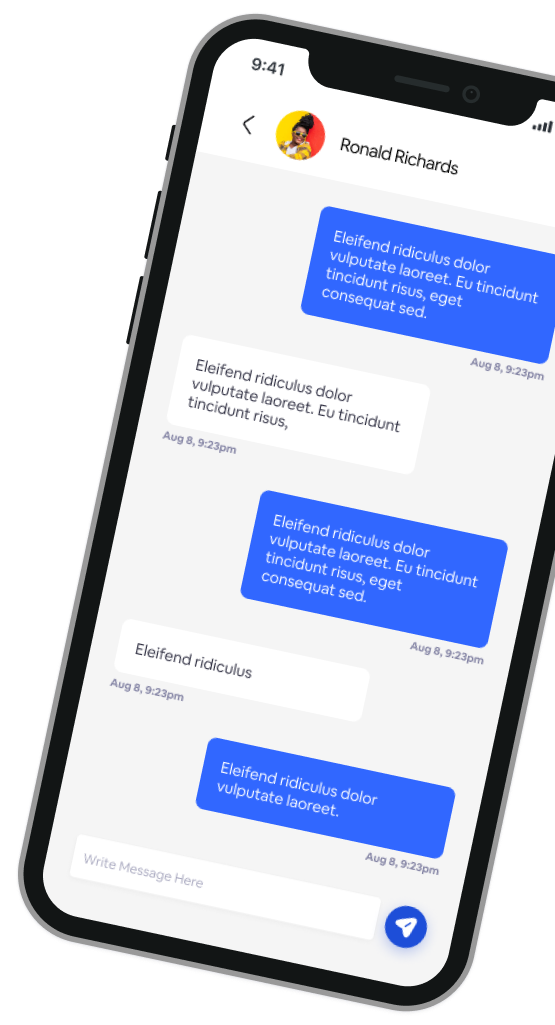 9:41
Ronald Richards
Eleifend ridiculus dolor
vulputate laoreet. Eu tincidunt
tincidunt risus, eget
consequat sed.
Aug 8, 9:23pm
Eleifend ridiculus dolor
vulputate laoreet. Eu tincidunt
tincidunt risus,
Aug 8, 9:23pm
Eleifend ridiculus dolor
vulputate laoreet. Eu tincidunt
tincidunt risus, eget
consequat sed.
Aug 8, 9:23pm
Eleifend ridiculus
Aug 8, 9:23pm
Eleifend ridiculus dolor
vulputate laoreet.
Aug 8, 9:23pm
Write Message Here